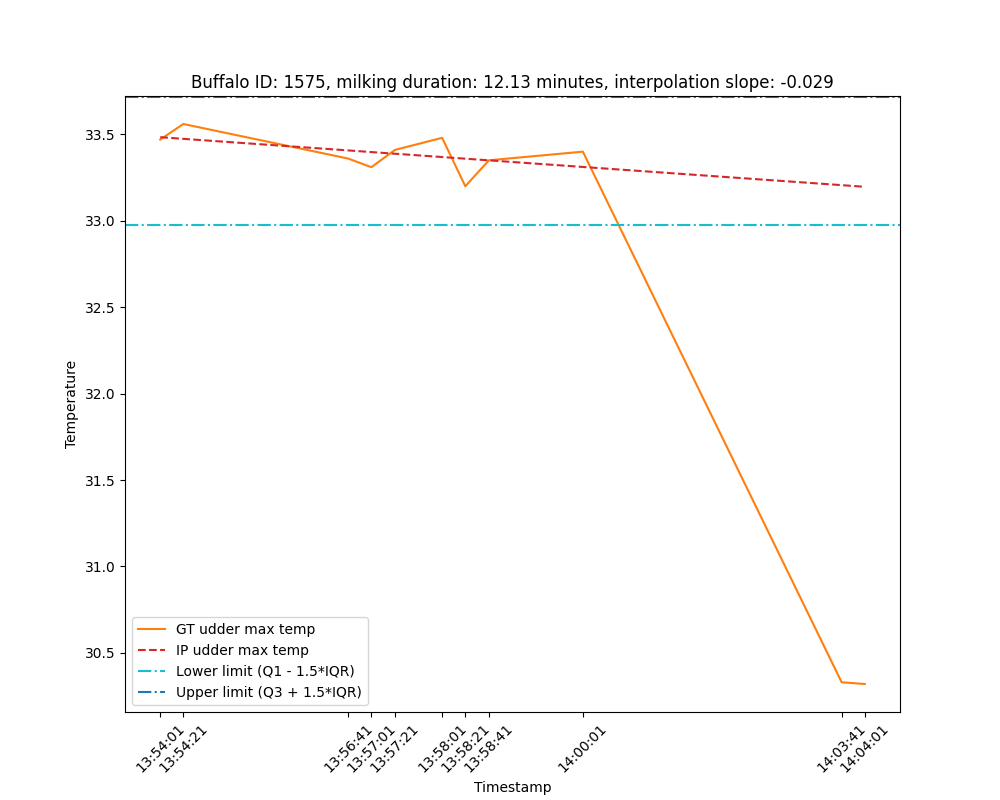 Buffalo ID: 1575, milking duration: 12.13 minutes, interpolation slope: -0.029
Temperature
33.5
33.0
32.5
32.0
31.5
31.0
30.5
GT udder max temp
IP udder max temp
Lower limit (Q1 - 1.5*IQR)
Upper limit (Q3 + 1.5*IQR)
13:54:01
13:54:21
13:56:41
13:57:01
13:57:21
13:58:01
13:58:21
13:58:41
14:00:01
14:03:41
14:04:01
Timestamp